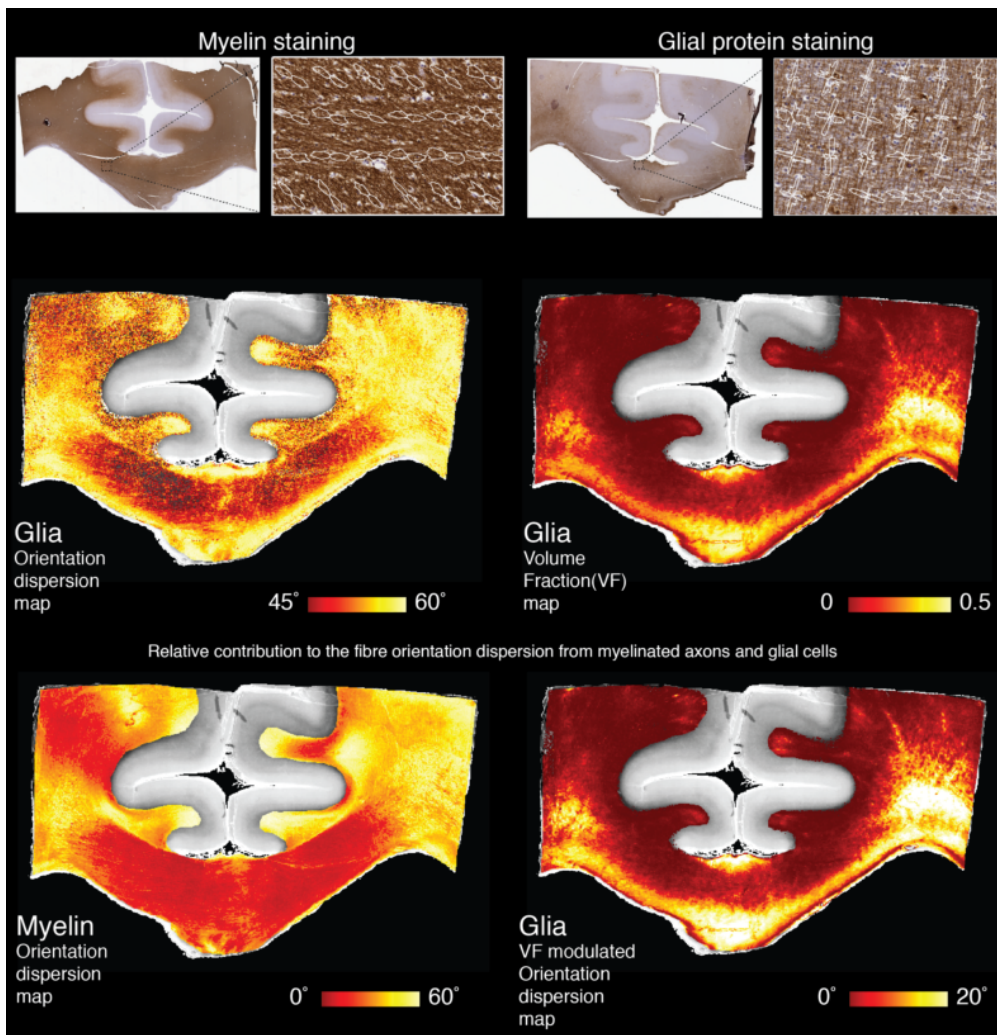 Myelin staining
Glial protein staining
Glia
Orientation
dispersion
map
45° 60°
Glia
Volume
Fraction(VF)
map
0 0.5
Relative contribution to the fibre orientation dispersion from myelinated axons and glial cells
Myelin
Orientation
dispersion
map
0° 60°
Glia
VF modulated
Orientation
dispersion
map
0° 20°